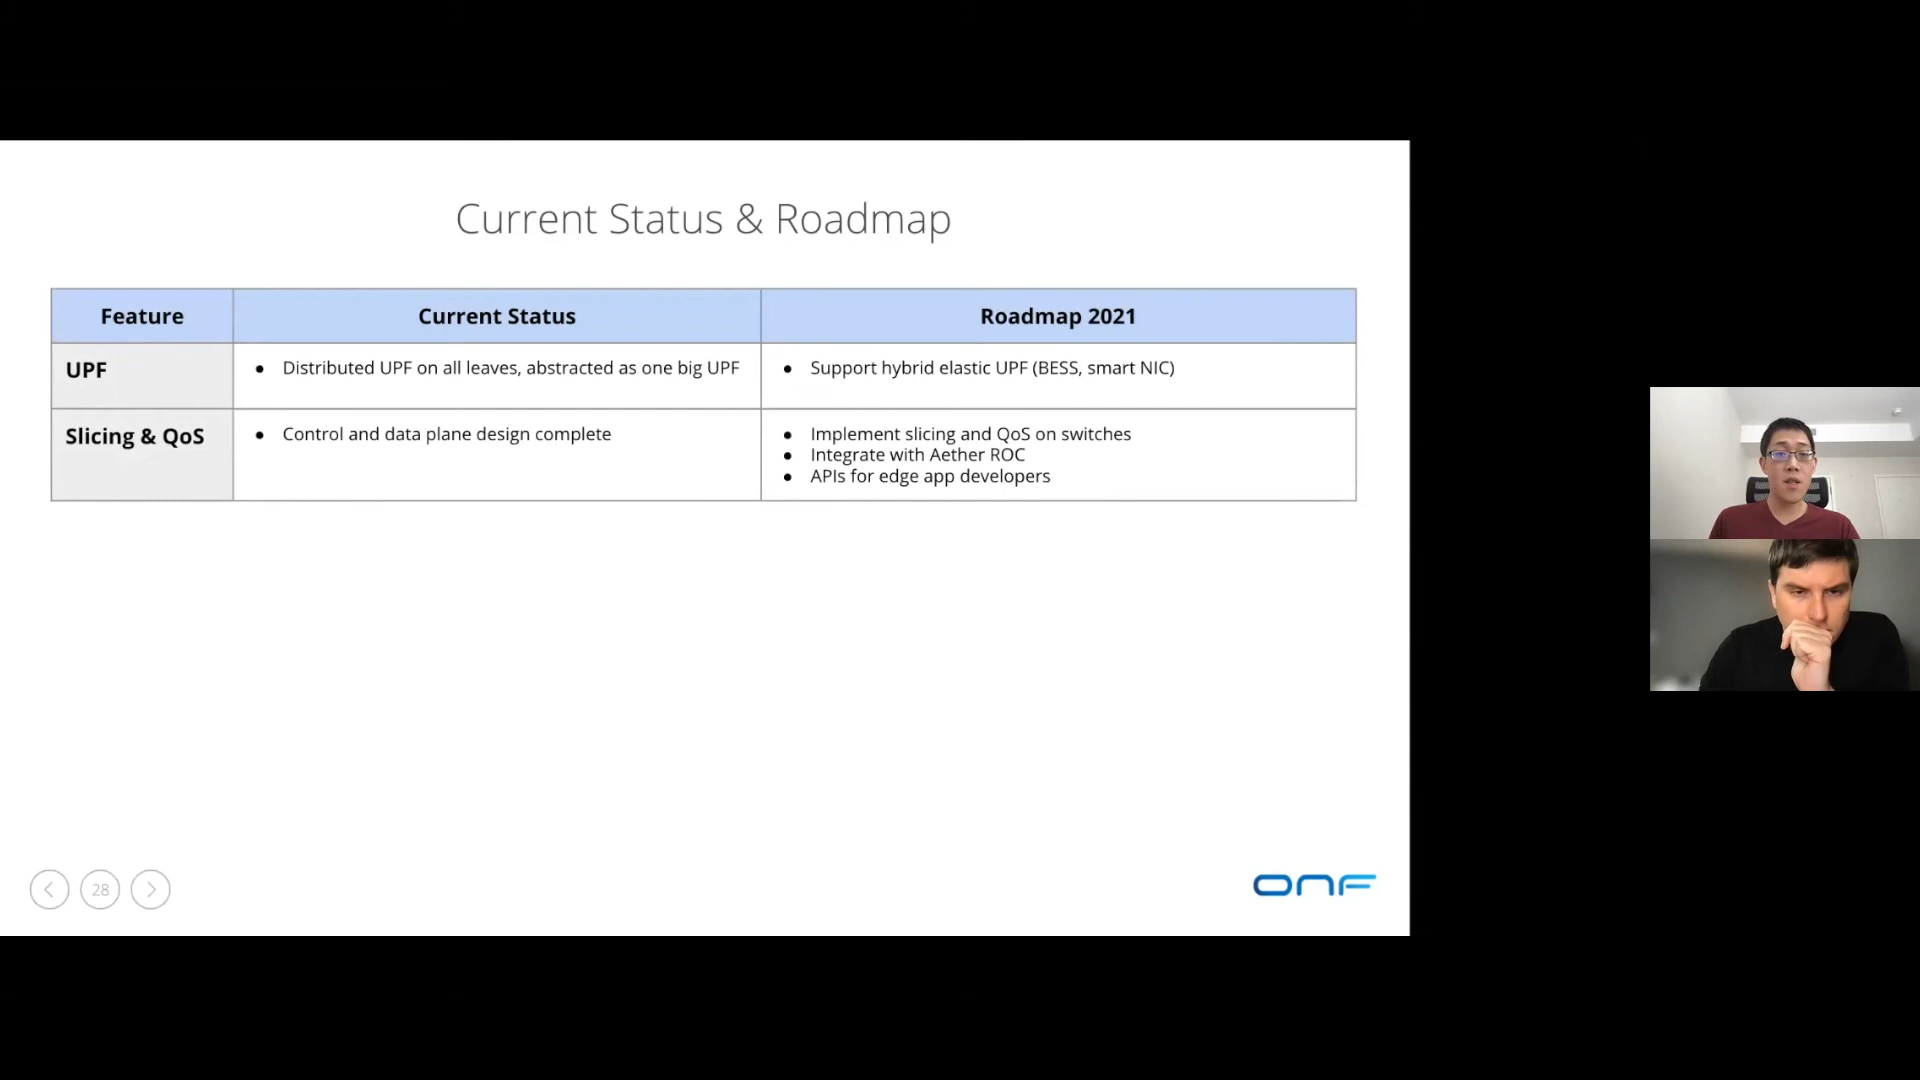 Current Status & Roadmap
Feature
Current Status
Roadmap 2021
UPF
● Distributed UPF on all leaves, abstracted as one big UPF
● Support hybrid elastic UPF (BESS, smart NIC)
Slicing & QoS
● Control and data plane design complete
● Implement slicing and QoS on switches
● Integrate with Aether ROC
● APIs for edge app developers
28
ONF